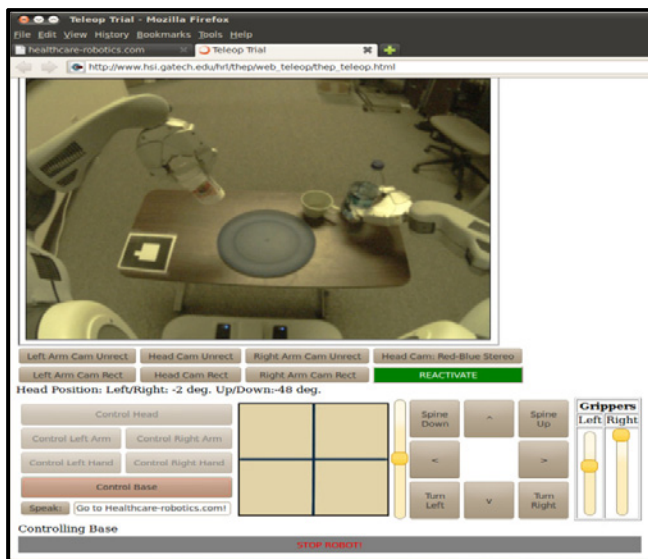 Teleop Trial - Mozilla Firefox
File Edit View History Bookmarks Tools Help
healthcare-robotics.com Teleop Trial
http://www.hsi.gatech.edu/hrl/thep/web_teleop/thep_teleop.html
Left Arm Cam Unrect Head Cam Unrect Right Arm Cam Unrect Head Cam: Red-Blue Stereo
Left Arm Cam Rect Head Cam Rect Right Arm Cam Rect REACTIVATE
Head Position: Left/Right: -2 deg. Up/Down:-48 deg.
Control Head
Control Left Arm Control Right Arm
Control Left Hand Control Right Hand
Control Base
Speak: Go to Healthcare-robotics.com!
Spine Down ^ Spine Up
< >
Turn Left v Turn Right
Grippers
Left Right
Controlling Base
STOP ROBOT!